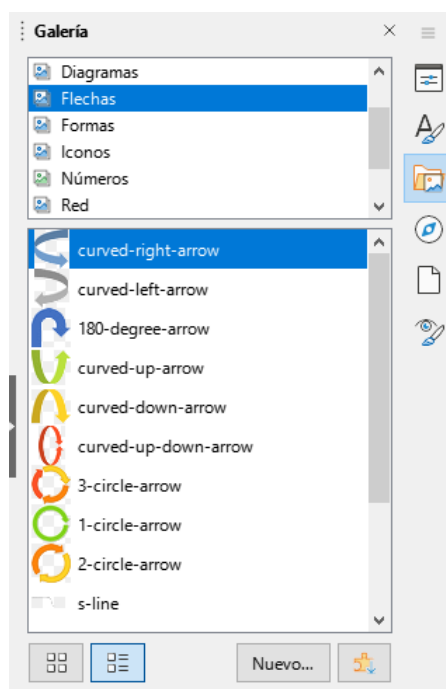 Galería
Diagramas
Flechas
Formas
Iconos
Números
Red
curved-right-arrow
curved-left-arrow
180-degree-arrow
curved-up-arrow
curved-down-arrow
curved-up-down-arrow
3-circle-arrow
1-circle-arrow
2-circle-arrow
s-line
Nuevo...